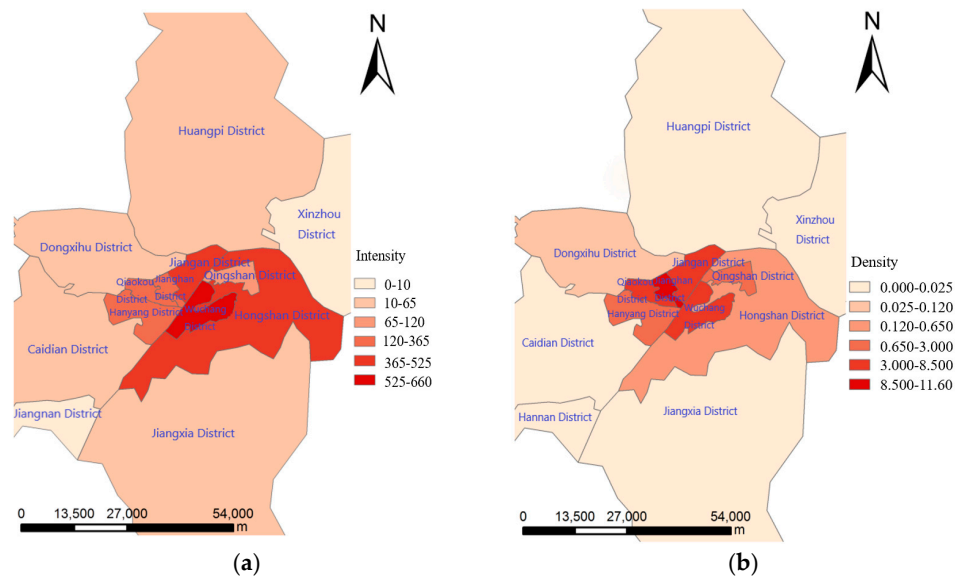 N
Huangpi District
Xinzhou
District
Dongxihu District
Jiangan District
Qiaokou
Jianghan
Qingshan District
District
District
Hanyang District
Wuchang
District
Hongshan District
Caidian District
Jiangnan District
Jiangxia District
Intensity
0-10
10-65
65-120
120-365
365-525
525-660
0 13,500 27,000 54,000
m
(a)
N
Huangpi District
Xinzhou
District
Dongxihu District
Jiangan District
Qiaokou
Jianghan
Qingshan District
District
District
Hanyang District
Wuchang
District
Hongshan District
Caidian District
Hannan District
Jiangxia District
Density
0.000-0.025
0.025-0.120
0.120-0.650
0.650-3.000
3.000-8.500
8.500-11.60
0 13,500 27,000 54,000
m
(b)